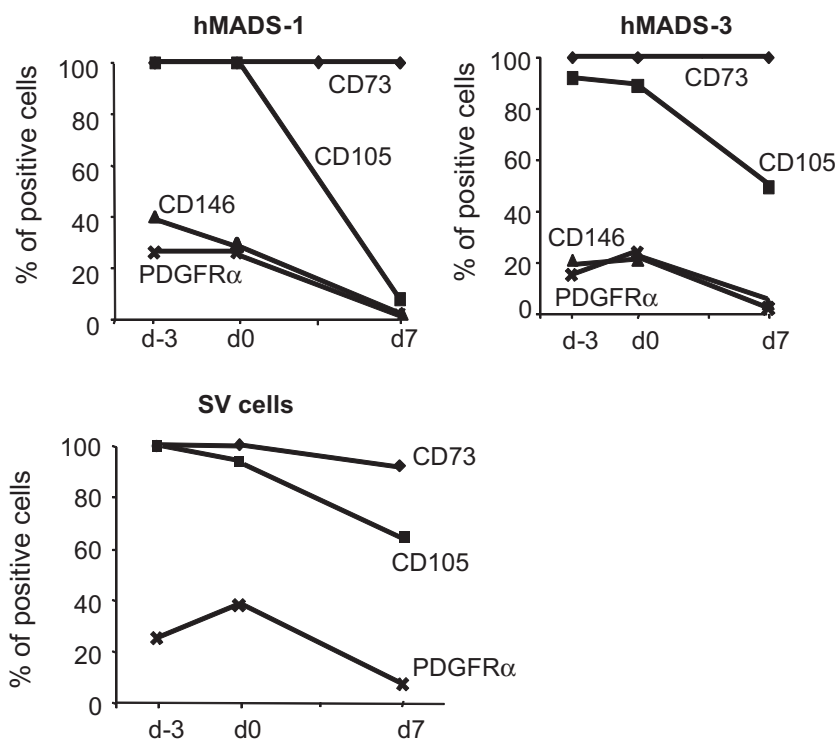 hMADS-1
% of positive cells
100
80
60
40
20
0
CD73
CD105
CD146
PDGFRα
d-3 d0 d7
hMADS-3
% of positive cells
100
80
60
40
20
0
CD73
CD105
CD146
PDGFRα
d-3 d0 d7
SV cells
% of positive cells
100
80
60
40
20
0
CD73
CD105
PDGFRα
d-3 d0 d7